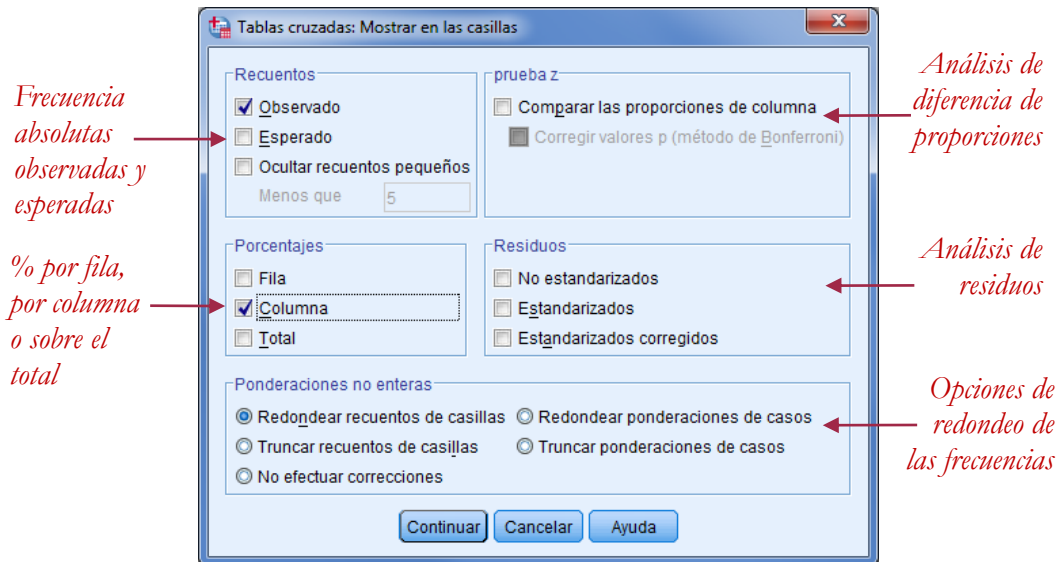 Tablas cruzadas: Mostrar en las casillas
Frecuencia
absolutas
observadas y
esperadas
Recuentos
Observado
Esperado
Ocultar recuentos pequeños
Menos que 5
prueba z
Comparar las proporciones de columna
Corregir valores p (método de Bonferroni)
Análisis de
diferencia de
proporciones
% por fila,
por columna
o sobre el
total
Porcentajes
Fila
Columna
Total
Residuos
No estandarizados
Estandarizados
Estandarizados corregidos
Análisis de
residuos
Ponderaciones no enteras
Redondear recuentos de casillas Redondear ponderaciones de casos
Truncar recuentos de casillas Truncar ponderaciones de casos
No efectuar correcciones
Opciones de
redondeo de
las frecuencias
Continuar Cancelar Ayuda